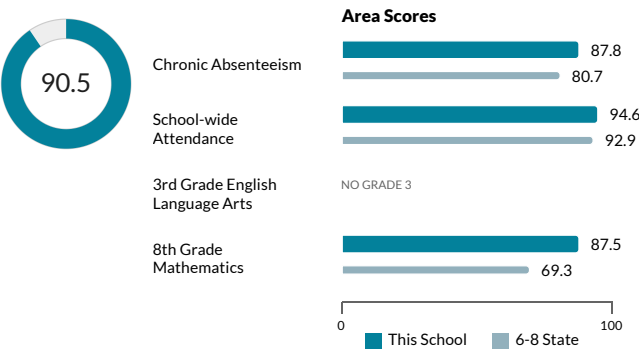 Area Scores
90.5
Chronic Absenteeism
87.8
80.7
School-wide
Attendance
94.6
92.9
3rd Grade English
Language Arts
NO GRADE 3
8th Grade
Mathematics
87.5
69.3
0
100
This School
6-8 State